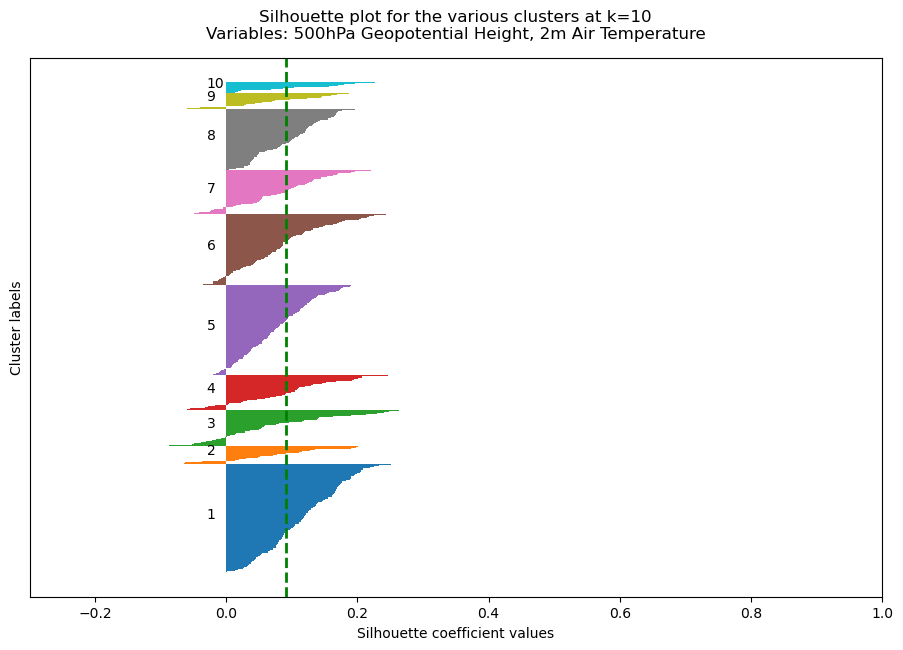 Silhouette plot for the various clusters at k=10
Variables: 500hPa Geopotential Height, 2m Air Temperature
Cluster labels
10
9
8
7
6
5
4
3
2
1
−0.2 0.0 0.2 0.4 0.6 0.8 1.0
Silhouette coefficient values